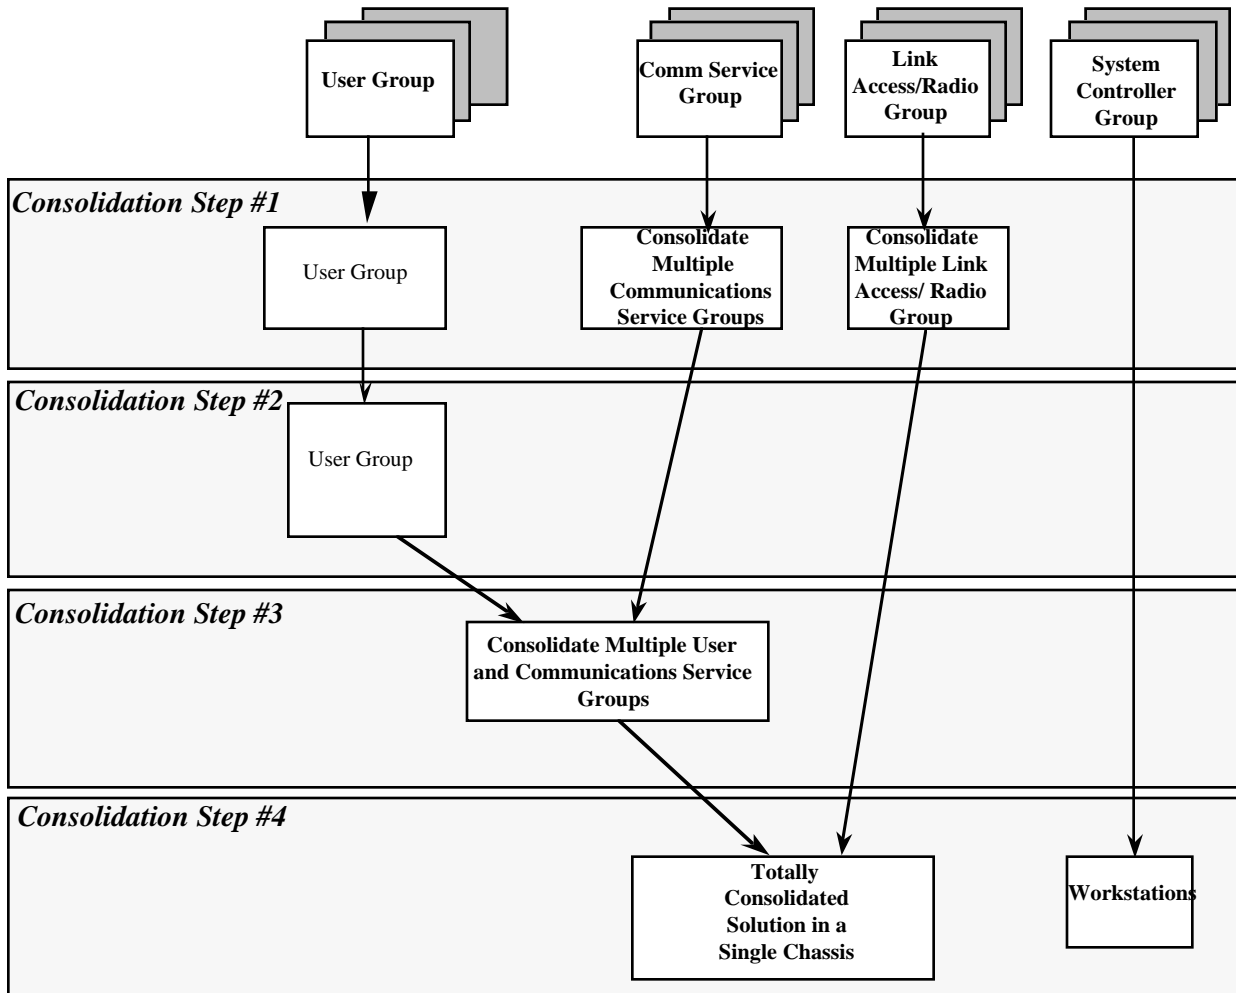 User Group
Comm Service
Group
Link
Access/Radio
Group
System
Controller
Group
Consolidation Step #1
User Group
Consolidate
Multiple
Communications
Service Groups
Consolidate
Multiple Link
Access/ Radio
Group
Consolidation Step #2
User Group
Consolidation Step #3
Consolidate Multiple User
and Communications Service
Groups
Consolidation Step #4
Totally
Consolidated
Solution in a
Single Chassis
Workstations